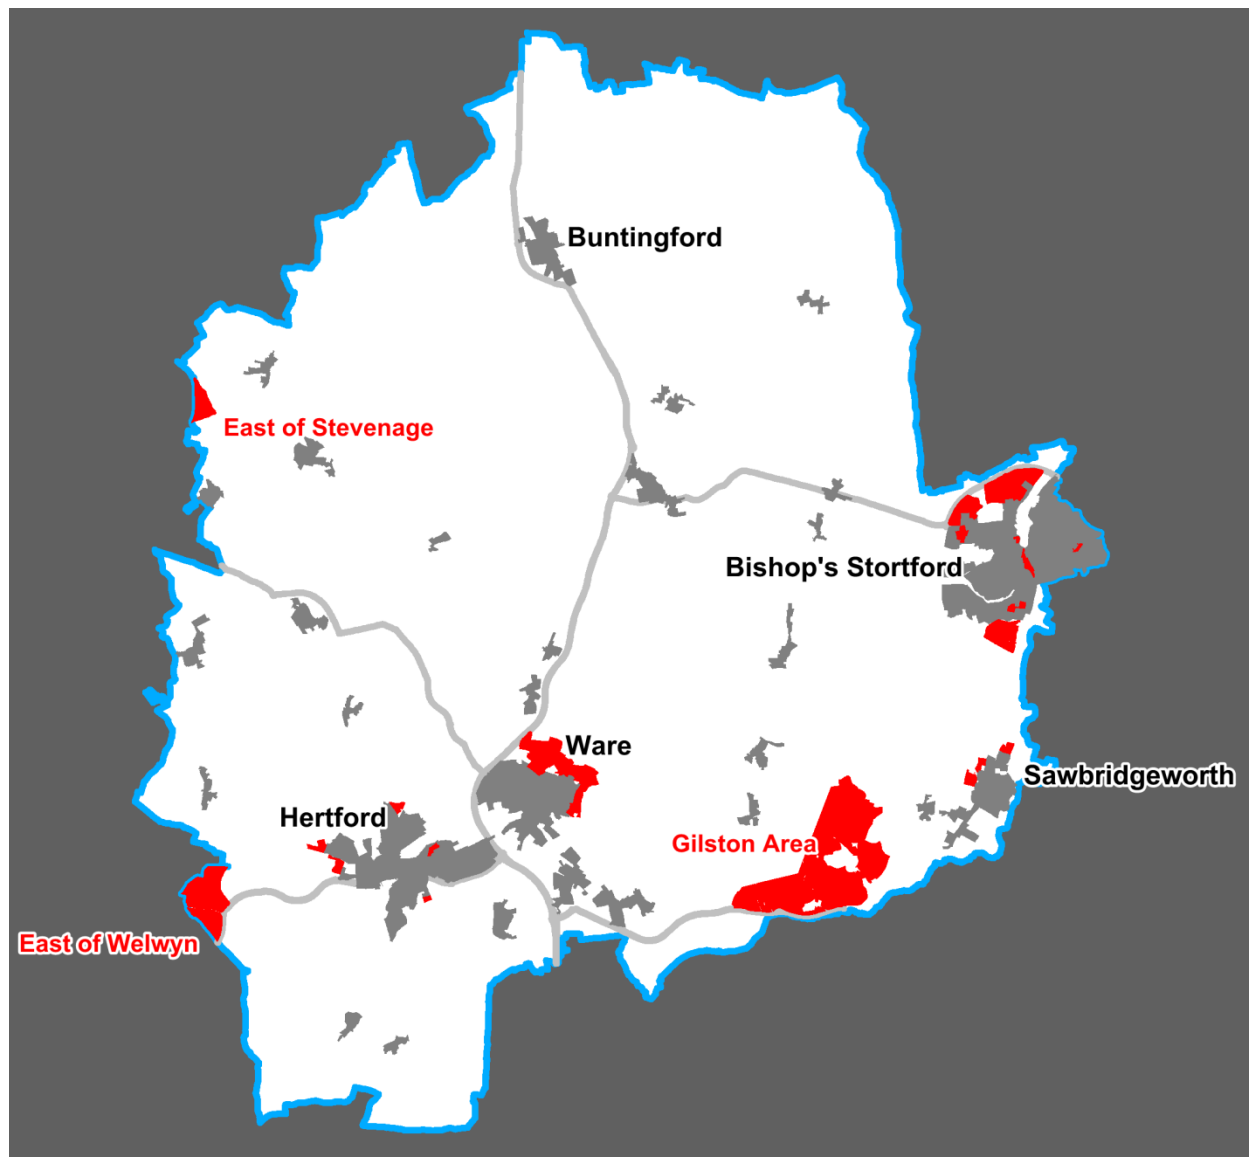 Buntingford
East of Stevenage
Bishop's Stortford
Ware
Sawbridgeworth
Hertford
Gilston Area
East of Welwyn